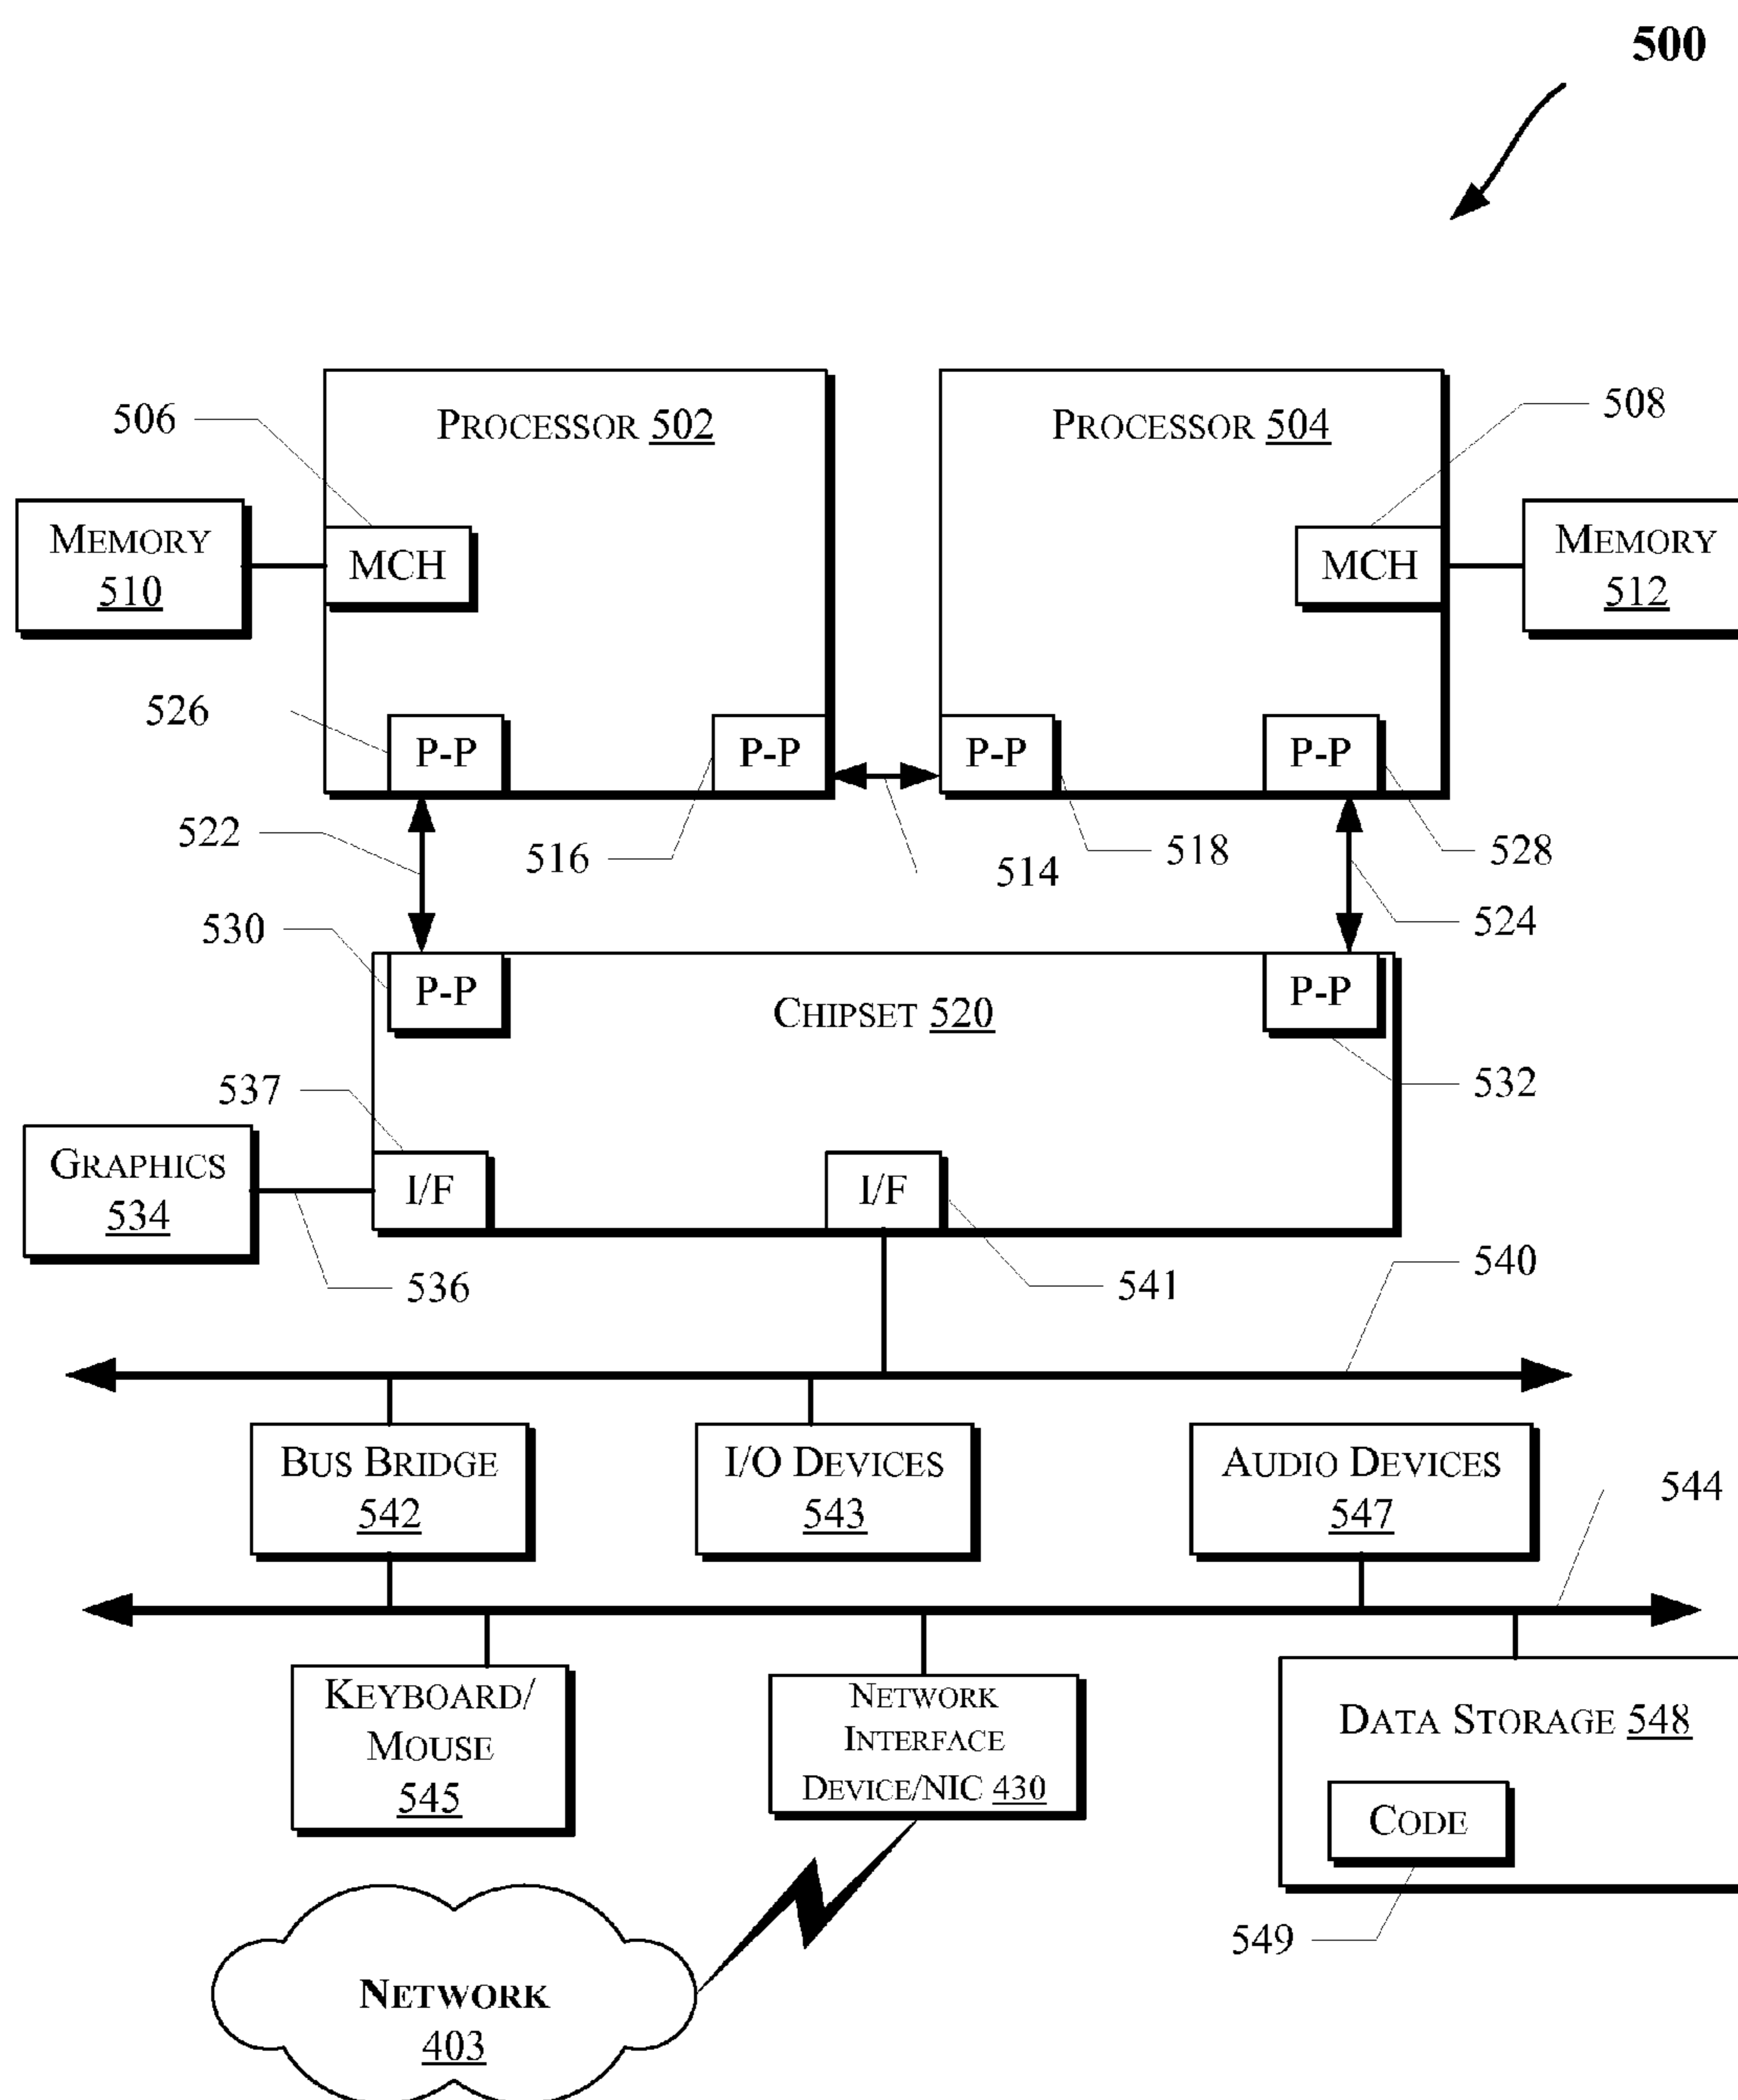 500
PROCESSOR 502
PROCESSOR 504
506
508
MEMORY
510
MCH
MCH
MEMORY
512
526
P-P
P-P
P-P
P-P
522
516
514
518
528
530
524
P-P
CHIPSET 520
P-P
537
532
GRAPHICS
534
I/F
I/F
536
541
540
BUS BRIDGE
542
I/O DEVICES
543
AUDIO DEVICES
547
544
KEYBOARD/
MOUSE
545
NETWORK
INTERFACE
DEVICE/NIC 430
DATA STORAGE 548
CODE
549
NETWORK
403